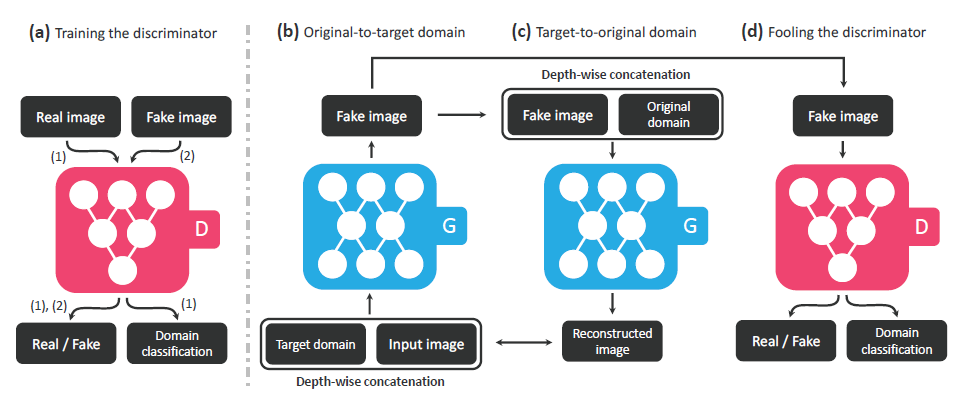 (a) Training the discriminator
Real image
Fake image
(1)
(2)
D
(1), (2)
(1)
Real / Fake
Domain
classification
(b) Original-to-target domain
Fake image
G
Target domain
Input image
Depth-wise concatenation
(c) Target-to-original domain
Depth-wise concatenation
Fake image
Original
domain
G
Reconstructed
image
(d) Fooling the discriminator
Fake image
D
Real / Fake
Domain
classification